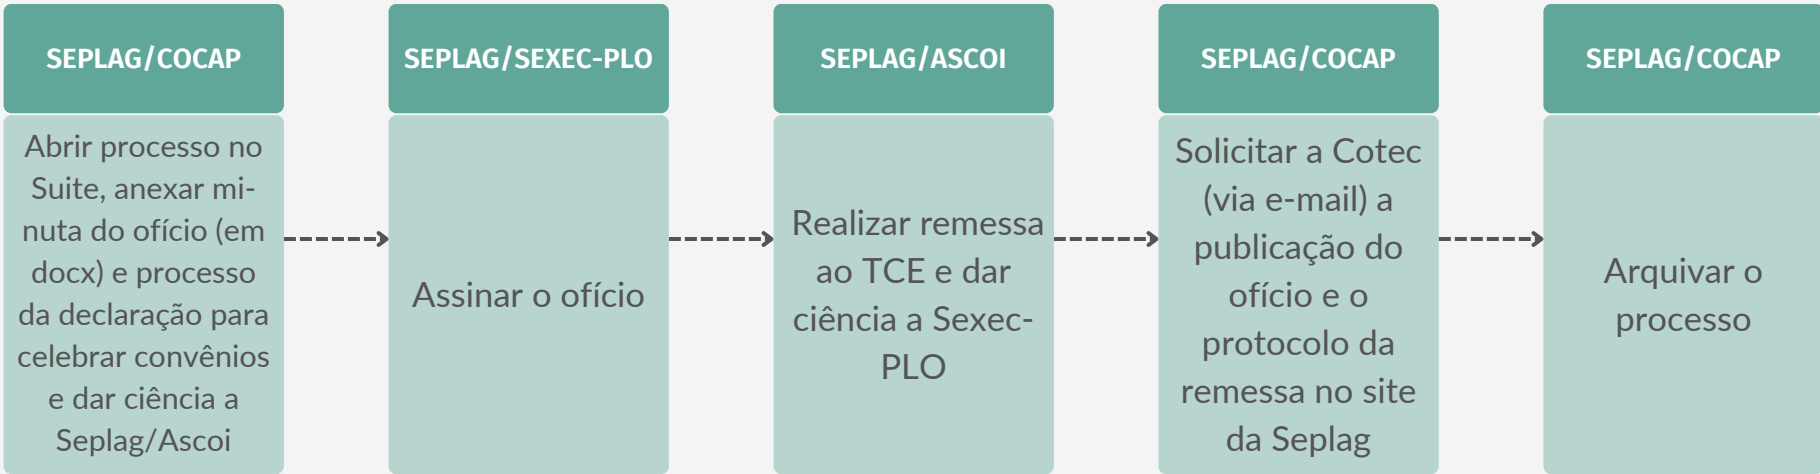 SEPLAG/COCAP
Abrir processo no
Suite, anexar mi-
nuta do ofício (em
docx) e processo
da declaração para
celebrar convênios
e dar ciência a
Seplag/Ascoi
SEPLAG/SEXEC-PLO
Assinar o ofício
SEPLAG/ASCOI
Realizar remessa
ao TCE e dar
ciência a Sexec-
PLO
SEPLAG/COCAP
Solicitar a Cotec
(via e-mail) a
publicação do
ofício e o
protocolo da
remessa no site
da Seplag
SEPLAG/COCAP
Arquivar o
processo